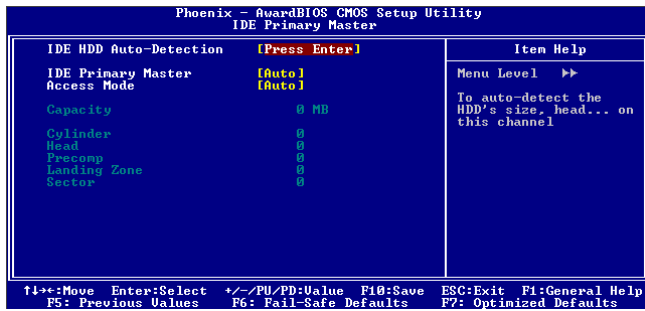 Phoenix - AwardBIOS CMOS Setup Utility
IDE Primary Master
IDE HDD Auto-Detection [Press Enter]
IDE Primary Master [Auto]
Access Mode [Auto]
Capacity 0 MB
Cylinder 0
Head 0
Precomp 0
Landing Zone 0
Sector 0
Item Help
Menu Level ►►
To auto-detect the
HDD's size, head... on
this channel
↑↓→←:Move Enter:Select +/-/PU/PD:Value F10:Save ESC:Exit F1:General Help
F5: Previous Values F6: Fail-Safe Defaults F7: Optimized Defaults